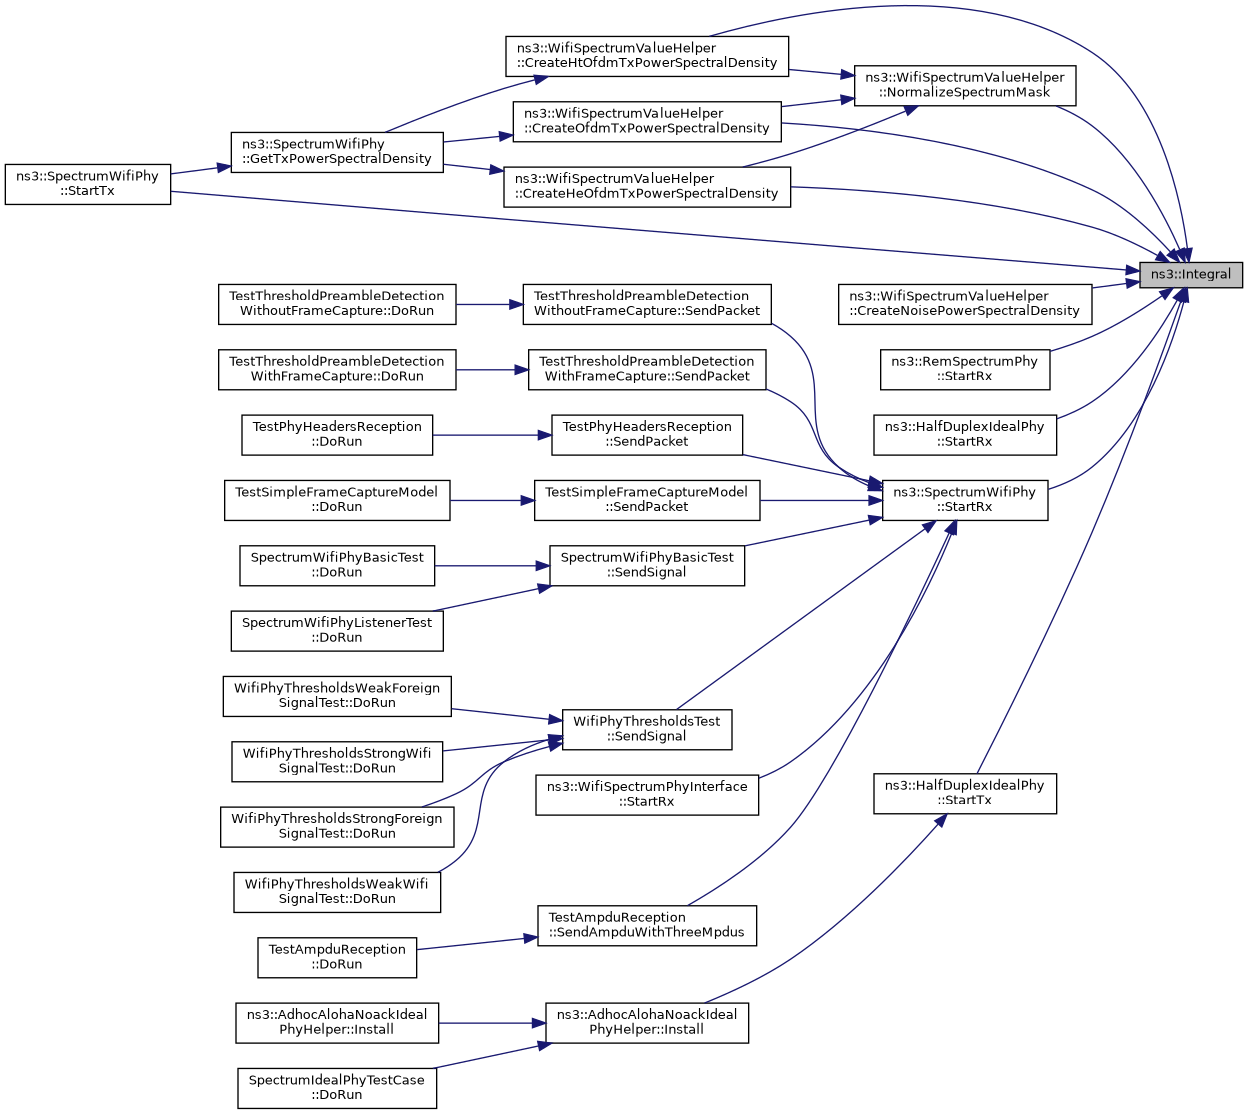 ns3::WifiSpectrumValueHelper
::CreateHtOfdmTxPowerSpectralDensity
ns3::WifiSpectrumValueHelper
::NormalizeSpectrumMask
ns3::WifiSpectrumValueHelper
::CreateOfdmTxPowerSpectralDensity
ns3::SpectrumWifiPhy
::GetTxPowerSpectralDensity
ns3::SpectrumWifiPhy
::StartTx
ns3::WifiSpectrumValueHelper
::CreateHeOfdmTxPowerSpectralDensity
ns3::Integral
TestThresholdPreambleDetection
WithoutFrameCapture::DoRun
TestThresholdPreambleDetection
WithoutFrameCapture::SendPacket
ns3::WifiSpectrumValueHelper
::CreateNoisePowerSpectralDensity
TestThresholdPreambleDetection
WithFrameCapture::DoRun
TestThresholdPreambleDetection
WithFrameCapture::SendPacket
ns3::RemSpectrumPhy
::StartRx
TestPhyHeadersReception
::DoRun
TestPhyHeadersReception
::SendPacket
ns3::HalfDuplexIdealPhy
::StartRx
TestSimpleFrameCaptureModel
::DoRun
TestSimpleFrameCaptureModel
::SendPacket
ns3::SpectrumWifiPhy
::StartRx
SpectrumWifiPhyBasicTest
::DoRun
SpectrumWifiPhyBasicTest
::SendSignal
SpectrumWifiPhyListenerTest
::DoRun
WifiPhyThresholdsWeakForeign
SignalTest::DoRun
WifiPhyThresholdsTest
::SendSignal
WifiPhyThresholdsStrongWifi
SignalTest::DoRun
ns3::WifiSpectrumPhyInterface
::StartRx
ns3::HalfDuplexIdealPhy
::StartTx
WifiPhyThresholdsStrongForeign
SignalTest::DoRun
WifiPhyThresholdsWeakWifi
SignalTest::DoRun
TestAmpduReception
::SendAmpduWithThreeMpdus
TestAmpduReception
::DoRun
ns3::AdhocAlohaNoackIdeal
PhyHelper::Install
ns3::AdhocAlohaNoackIdeal
PhyHelper::Install
SpectrumIdealPhyTestCase
::DoRun